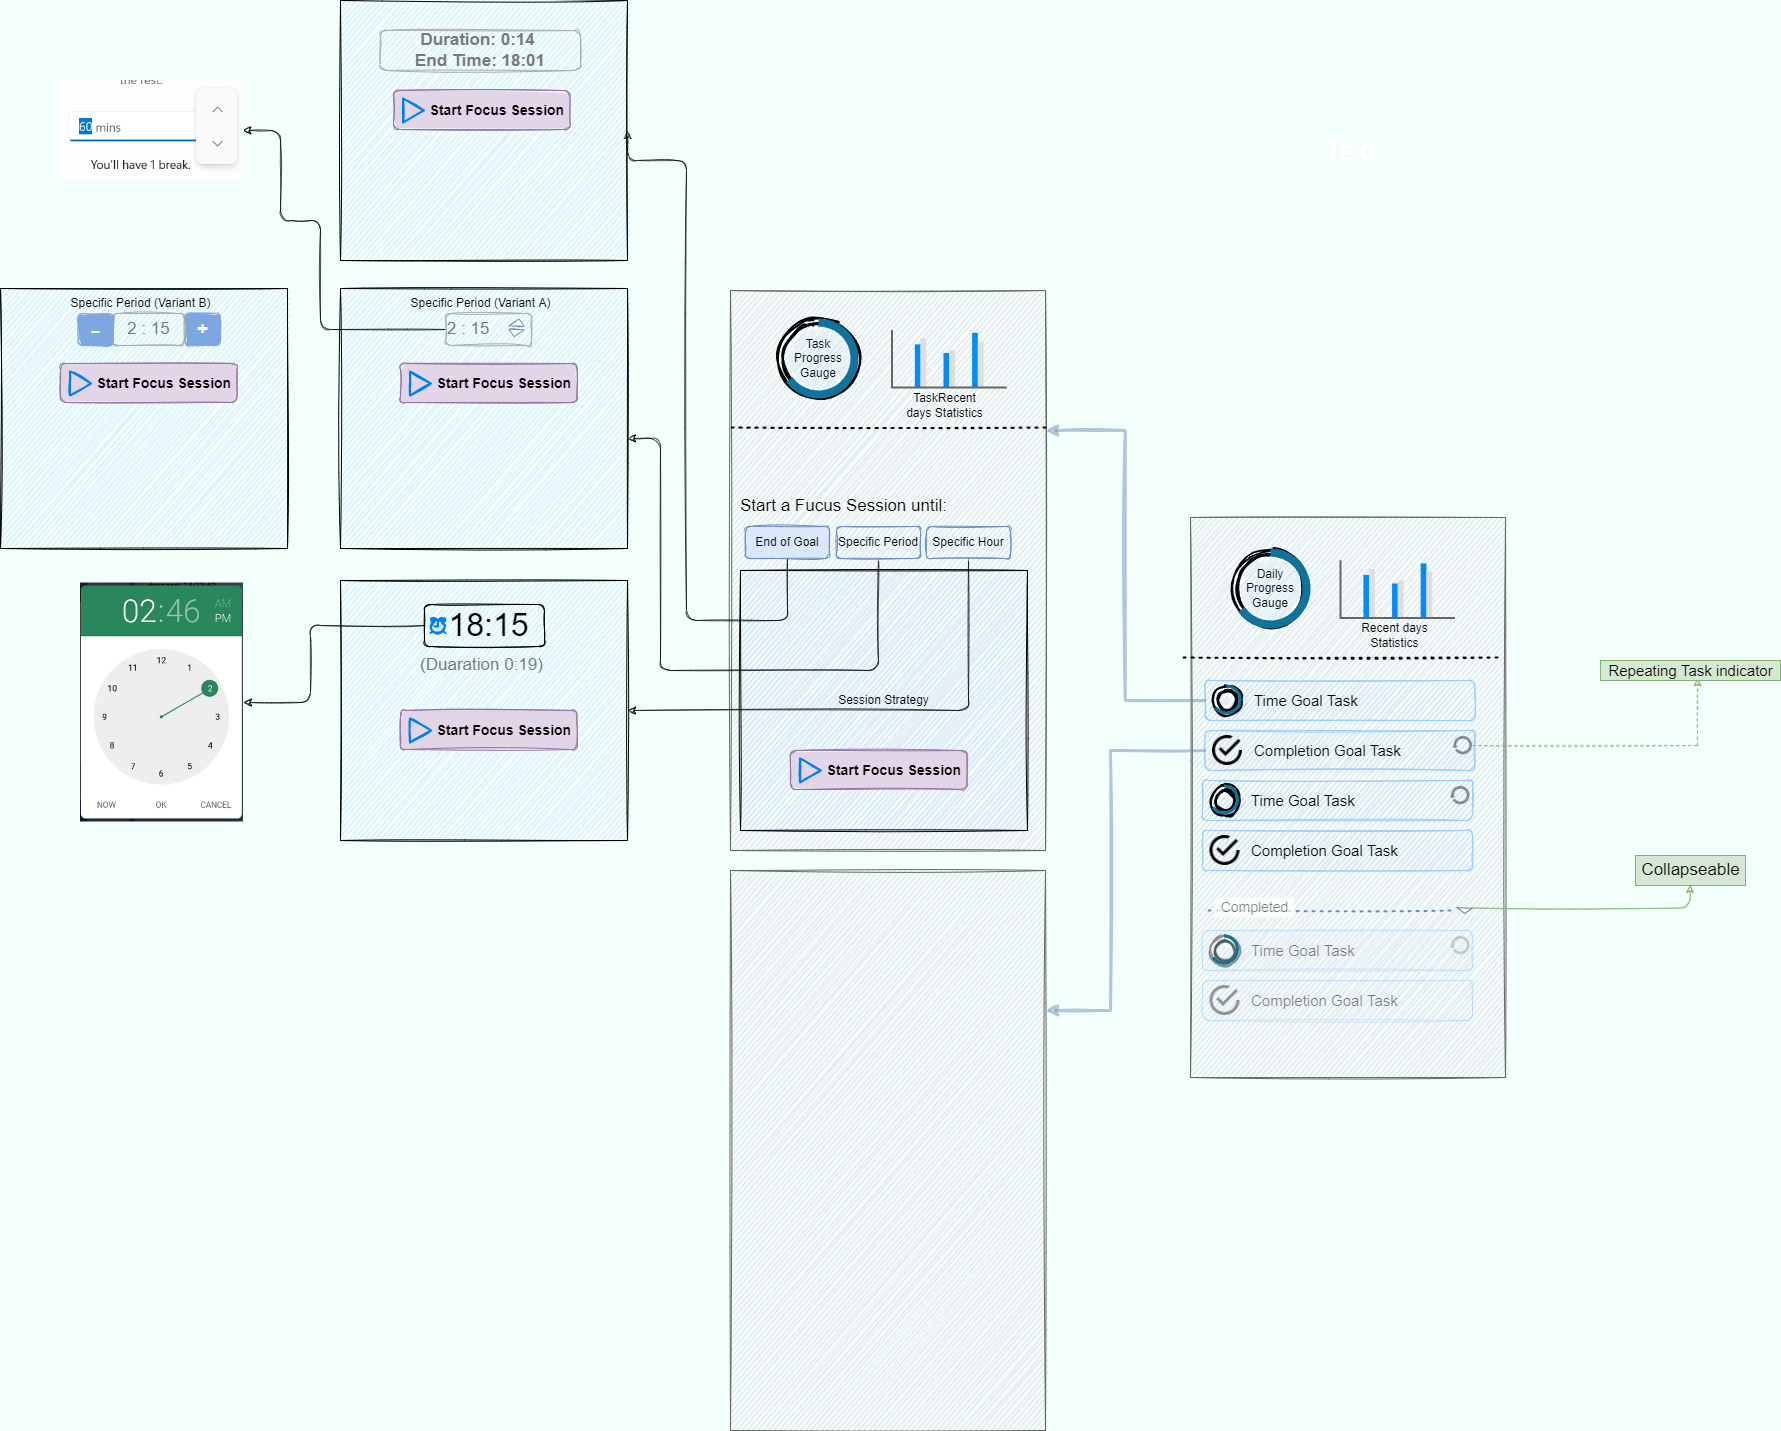 Duration: 0:14
End Time: 18:01
Start Focus Session
the rest.
60 mins
You'll have 1 break.
Text
Specific Period (Variant B)
- 2 : 15 +
Start Focus Session
Specific Period (Variant A)
2 : 15
Start Focus Session
Task
Progress
Gauge
TaskRecent
days Statistics
Start a Fucus Session until:
End of Goal
Specific Period
Specific Hour
Session Strategy
Start Focus Session
02:46
AM
PM
12
1
2
3
4
5
6
7
8
9
10
11
NOW
OK
CANCEL
18:15
(Duaration 0:19)
Start Focus Session
Daily
Progress
Gauge
Recent days
Statistics
Time Goal Task
Completion Goal Task
Time Goal Task
Completion Goal Task
Completed
Time Goal Task
Completion Goal Task
Repeating Task indicator
Collapseable